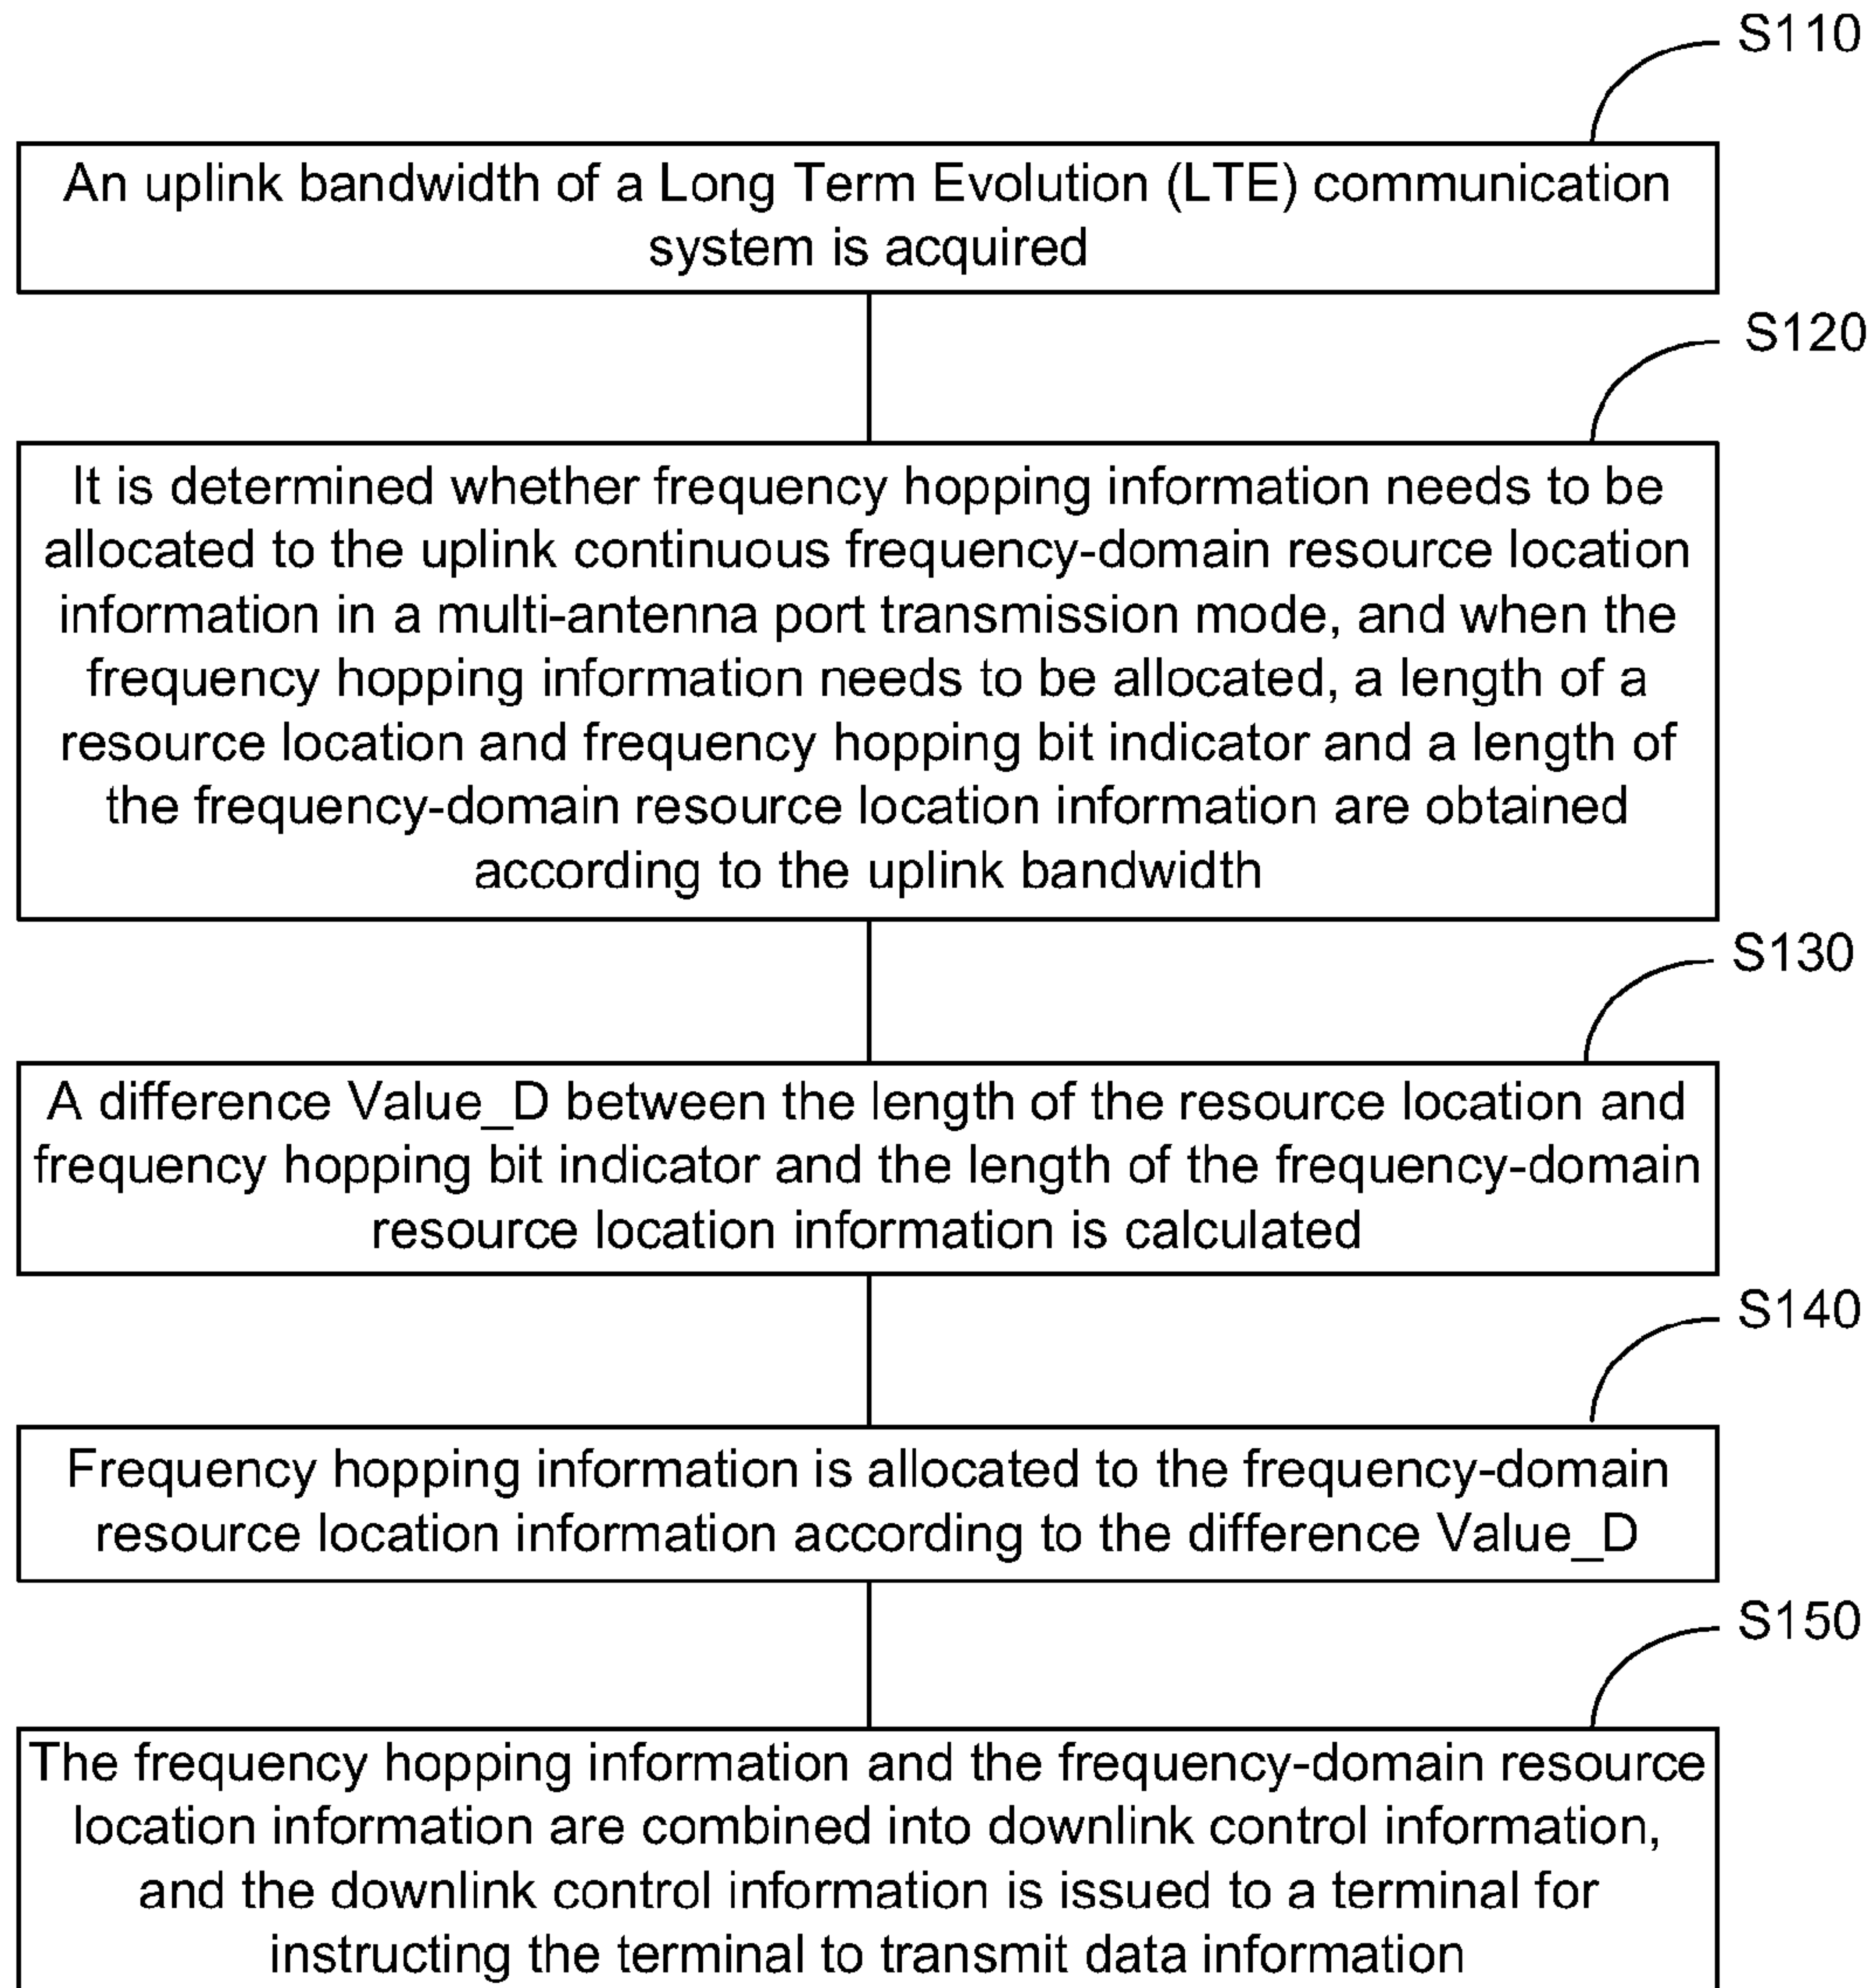 S110
An uplink bandwidth of a Long Term Evolution (LTE) communication
system is acquired
S120
It is determined whether frequency hopping information needs to be
allocated to the uplink continuous frequency-domain resource location
information in a multi-antenna port transmission mode, and when the
frequency hopping information needs to be allocated, a length of a
resource location and frequency hopping bit indicator and a length of
the frequency-domain resource location information are obtained
according to the uplink bandwidth
S130
A difference Value_D between the length of the resource location and
frequency hopping bit indicator and the length of the frequency-domain
resource location information is calculated
S140
Frequency hopping information is allocated to the frequency-domain
resource location information according to the difference Value_D
S150
The frequency hopping information and the frequency-domain resource
location information are combined into downlink control information,
and the downlink control information is issued to a terminal for
instructing the terminal to transmit data information